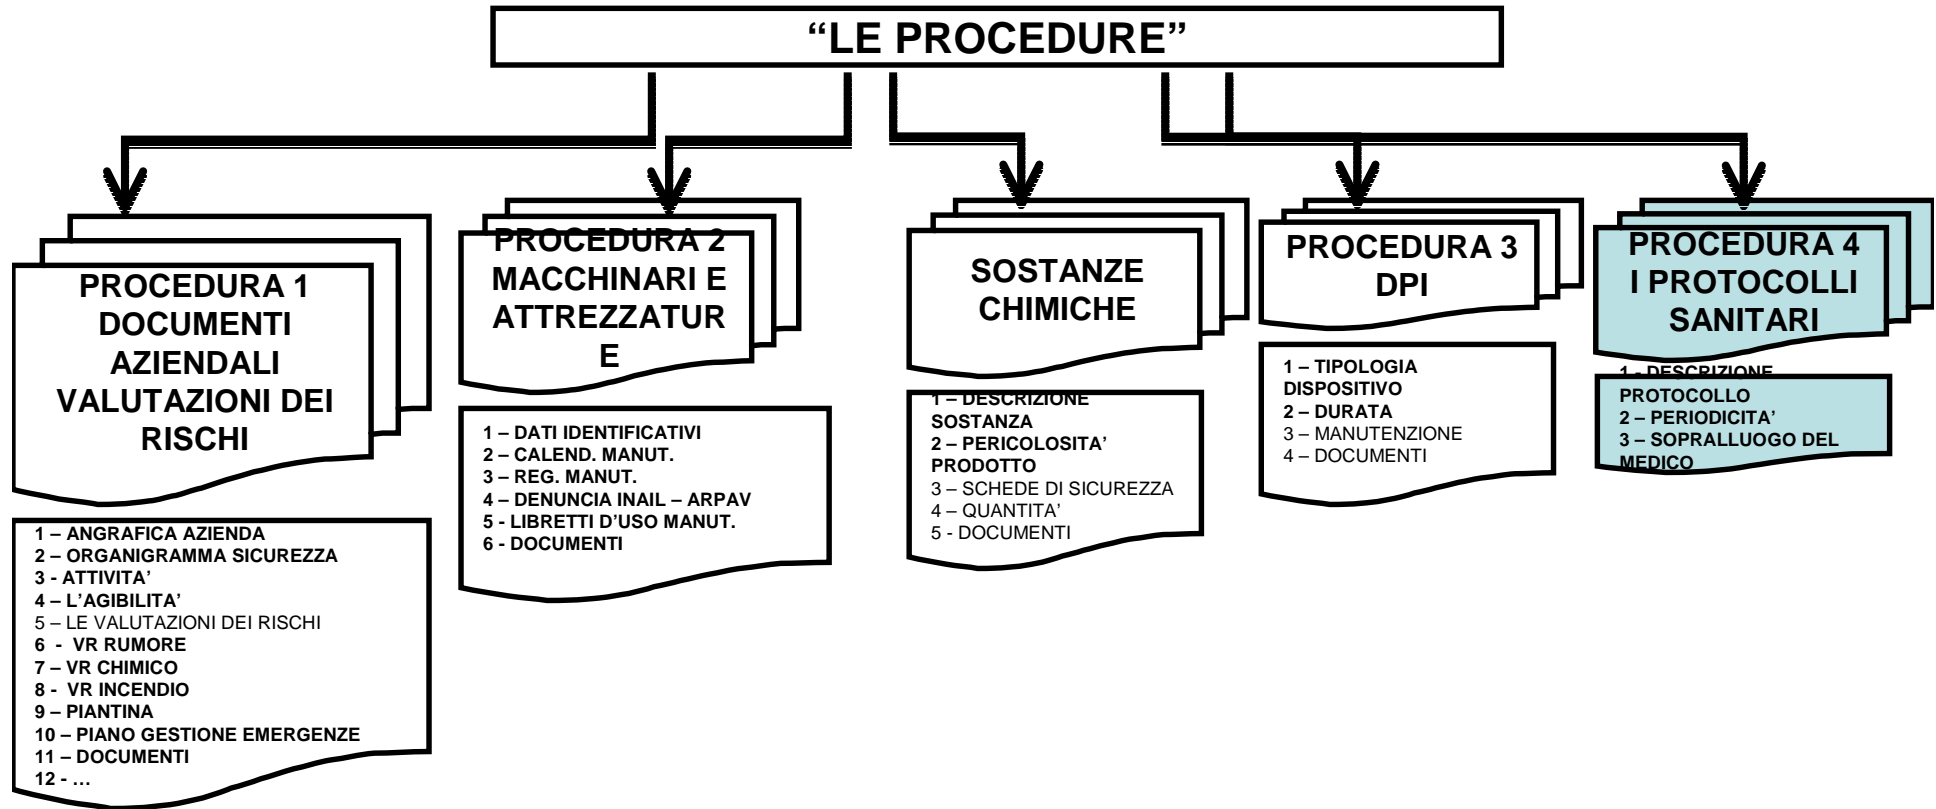 “LE PROCEDURE”
PROCEDURA 1
DOCUMENTI
AZIENDALI
VALUTAZIONI DEI
RISCHI
1 – ANGRAFICA AZIENDA
2 – ORGANIGRAMMA SICUREZZA
3 - ATTIVITA’
4 – L’AGIBILITA’
5 – LE VALUTAZIONI DEI RISCHI
6 - VR RUMORE
7 – VR CHIMICO
8 - VR INCENDIO
9 – PIANTINA
10 – PIANO GESTIONE EMERGENZE
11 – DOCUMENTI
12 - …
PROCEDURA 2
MACCHINARI E
ATTREZZATUR
E
1 – DATI IDENTIFICATIVI
2 – CALEND. MANUT.
3 – REG. MANUT.
4 – DENUNCIA INAIL – ARPAV
5 - LIBRETTI D’USO MANUT.
6 - DOCUMENTI
SOSTANZE
CHIMICHE
1 – DESCRIZIONE
SOSTANZA
2 – PERICOLOSITA’
PRODOTTO
3 – SCHEDE DI SICUREZZA
4 – QUANTITA’
5 - DOCUMENTI
PROCEDURA 3
DPI
1 – TIPOLOGIA
DISPOSITIVO
2 – DURATA
3 – MANUTENZIONE
4 – DOCUMENTI
PROCEDURA 4
I PROTOCOLLI
SANITARI
1 - DESCRIZIONE
PROTOCOLLO
2 – PERIODICITA’
3 – SOPRALLUOGO DEL
MEDICO